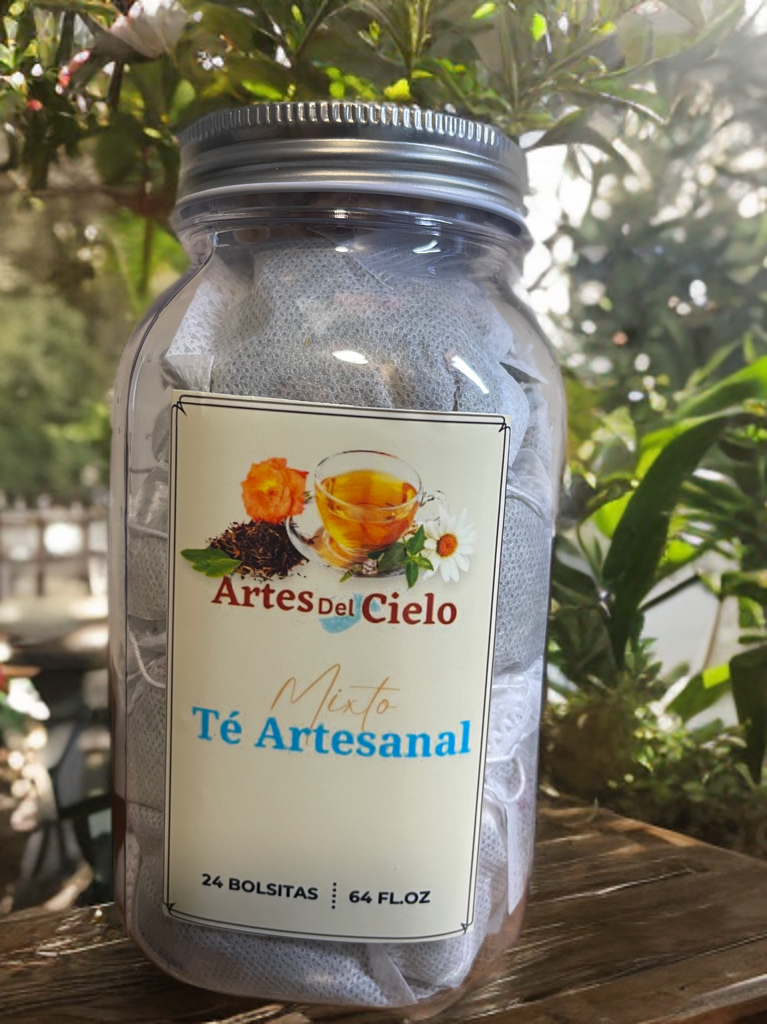 Artes Del Cielo
Mixto
Té Artesanal
24 BOLSITAS 64 FL.OZ